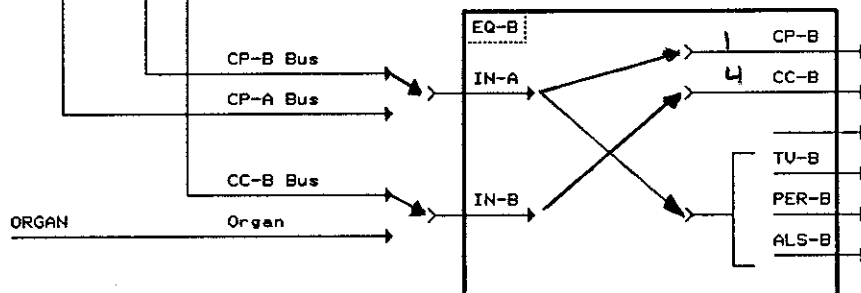 EQ-B
1 CP-B
CP-B Bus
IN-A
4 CC-B
CP-A Bus
TV-B
CC-B Bus
IN-B
PER-B
ORGAN Organ
ALS-B